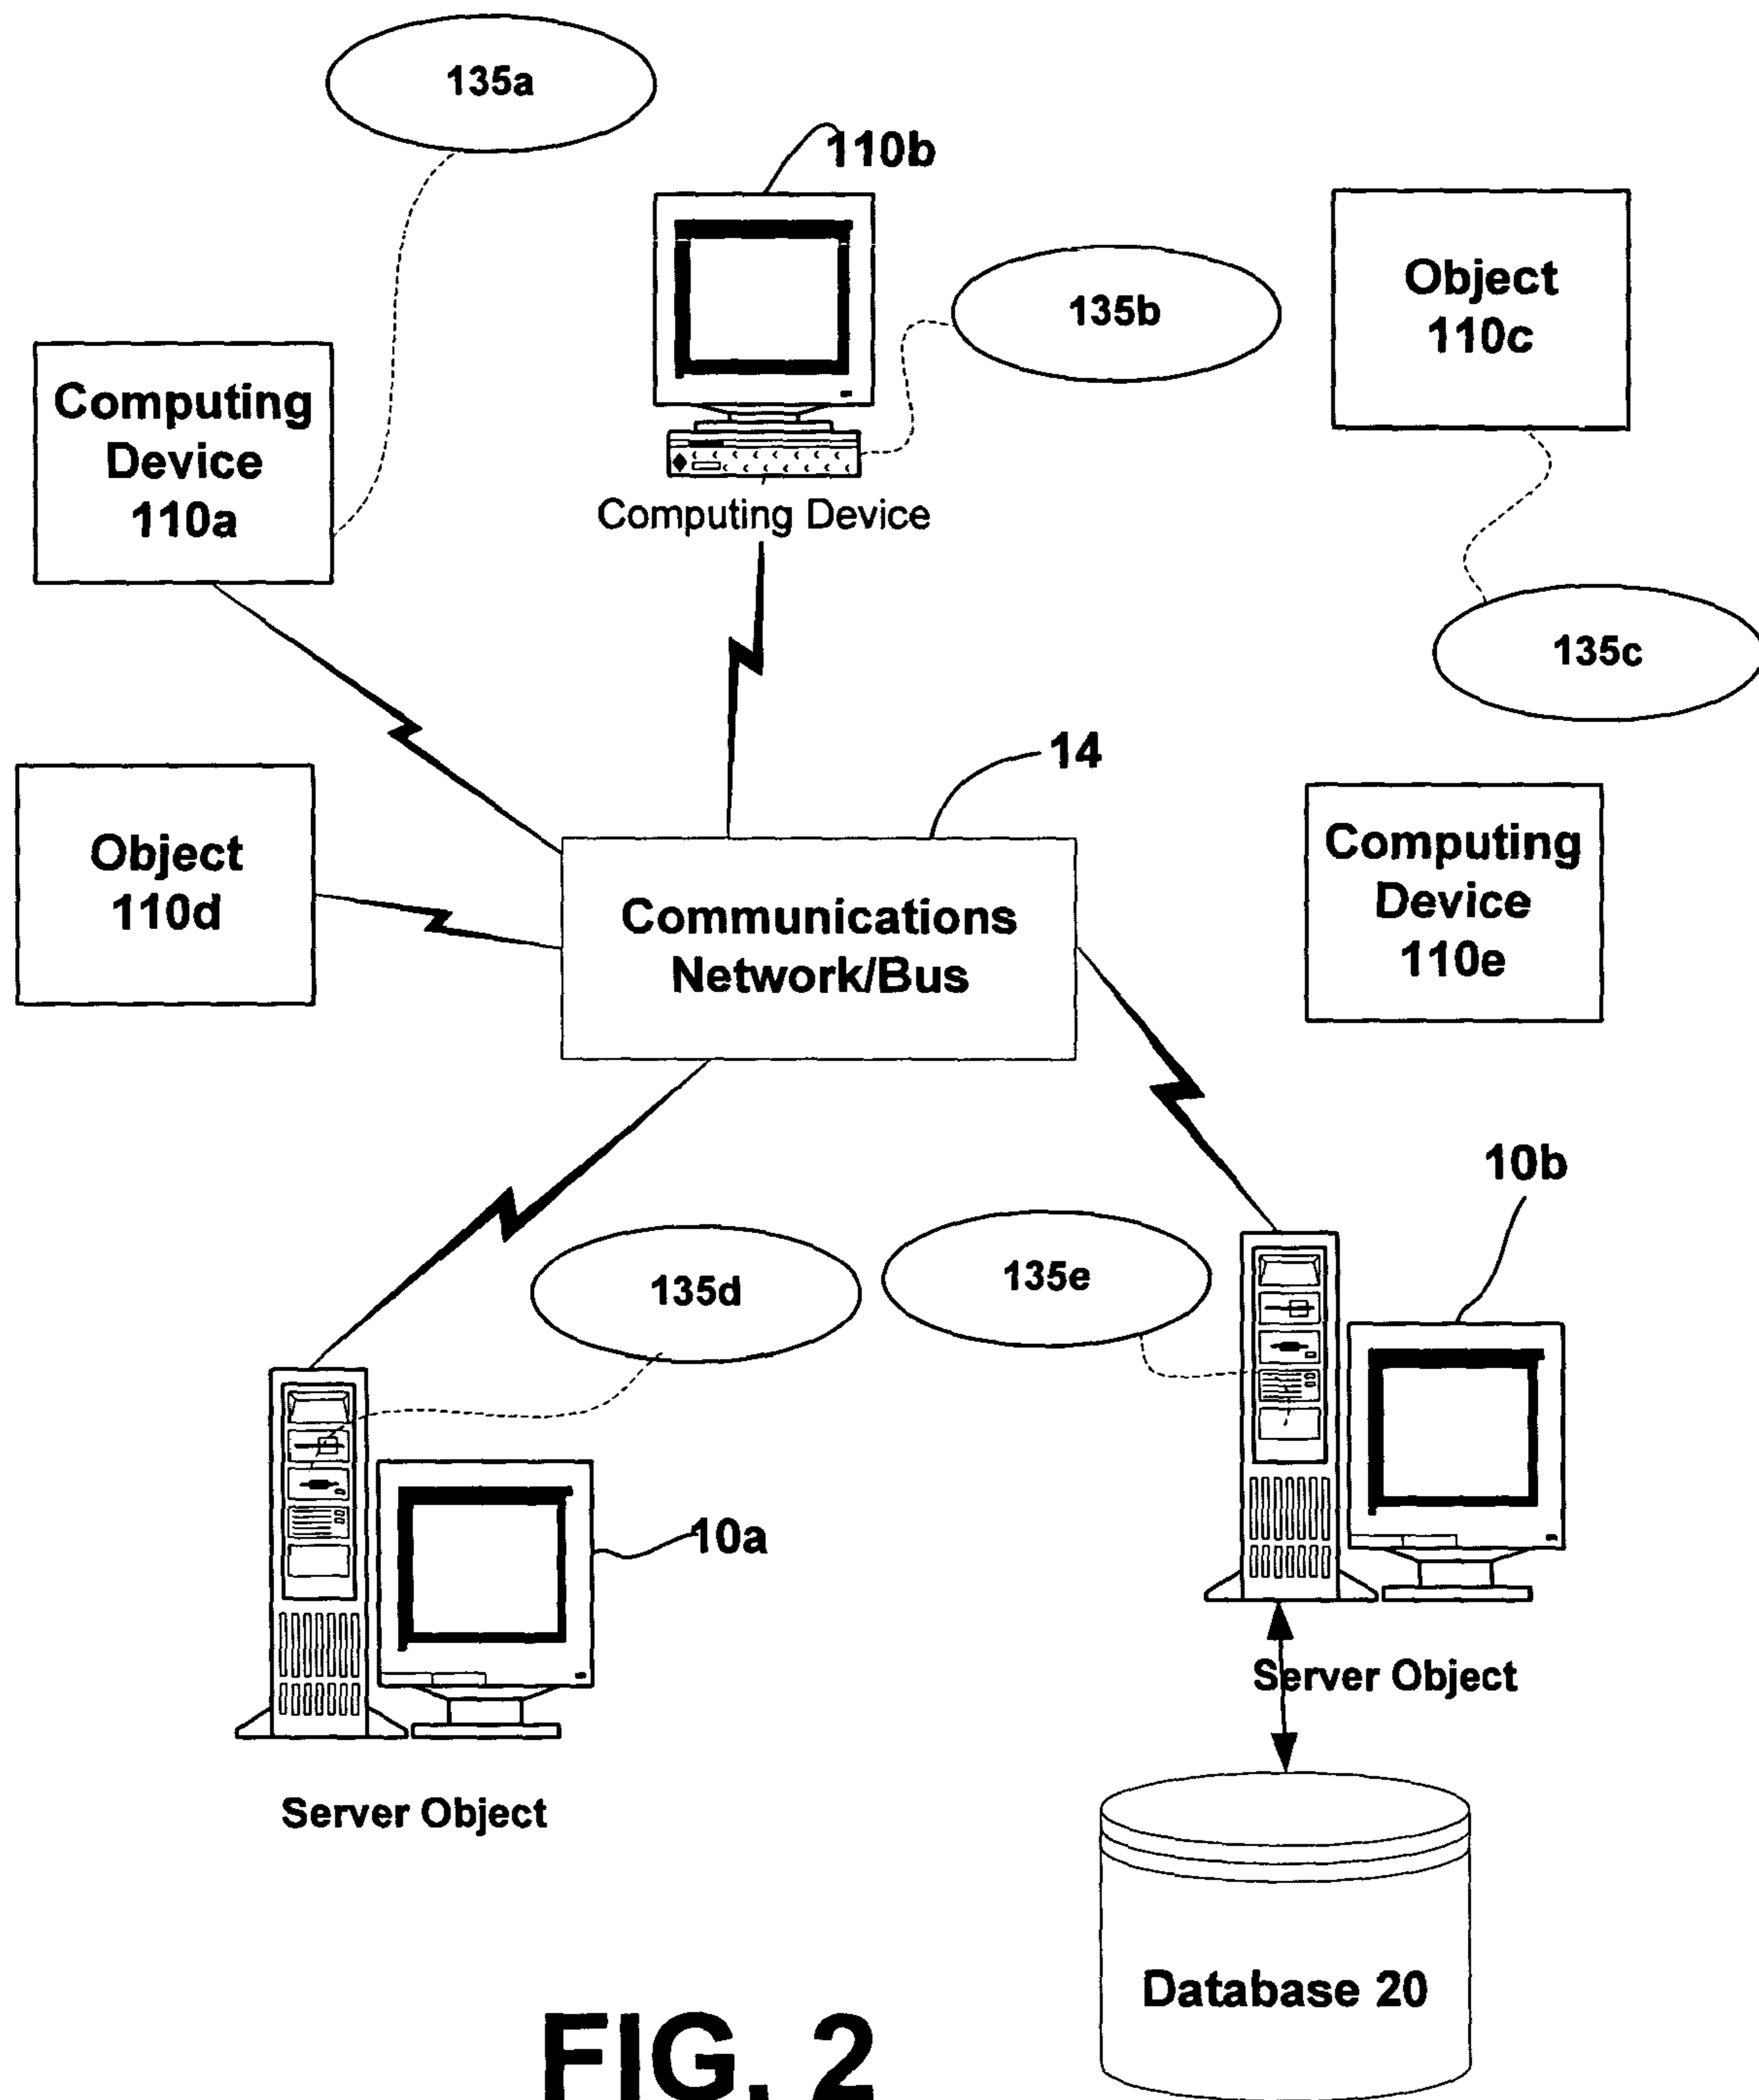 135a
110b
135b
Object
110c
Computing
Device
110a
Computing Device
135c
14
Object
110d
Communications
Network/Bus
Computing
Device
110e
10b
135d
135e
10a
Server Object
Server Object
Database 20
FIG. 2